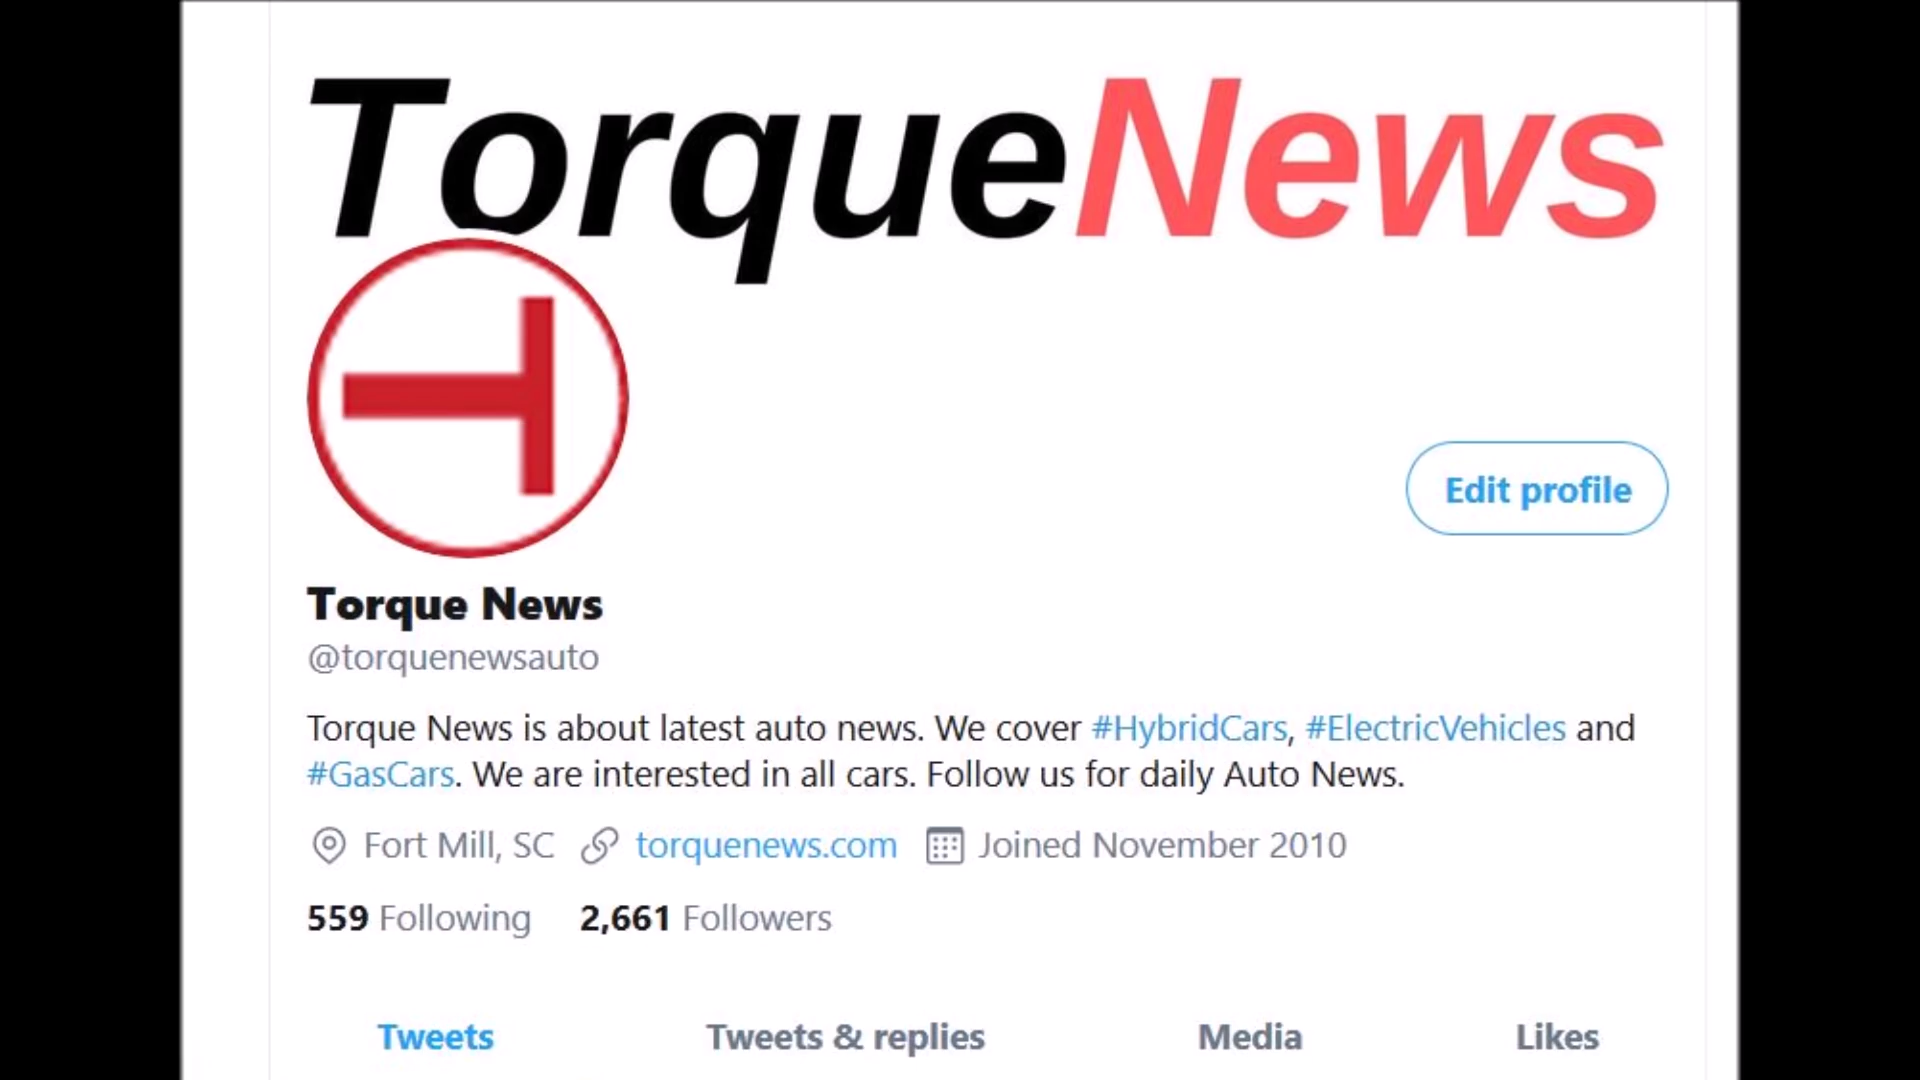 TorqueNews
T
Edit profile
Torque News
@torquenewsauto
Torque News is about latest auto news. We cover #HybridCars, #ElectricVehicles and
#GasCars. We are interested in all cars. Follow us for daily Auto News.
Fort Mill, SC torquenews.com Joined November 2010
559 Following 2,661 Followers
Tweets Tweets & replies Media Likes